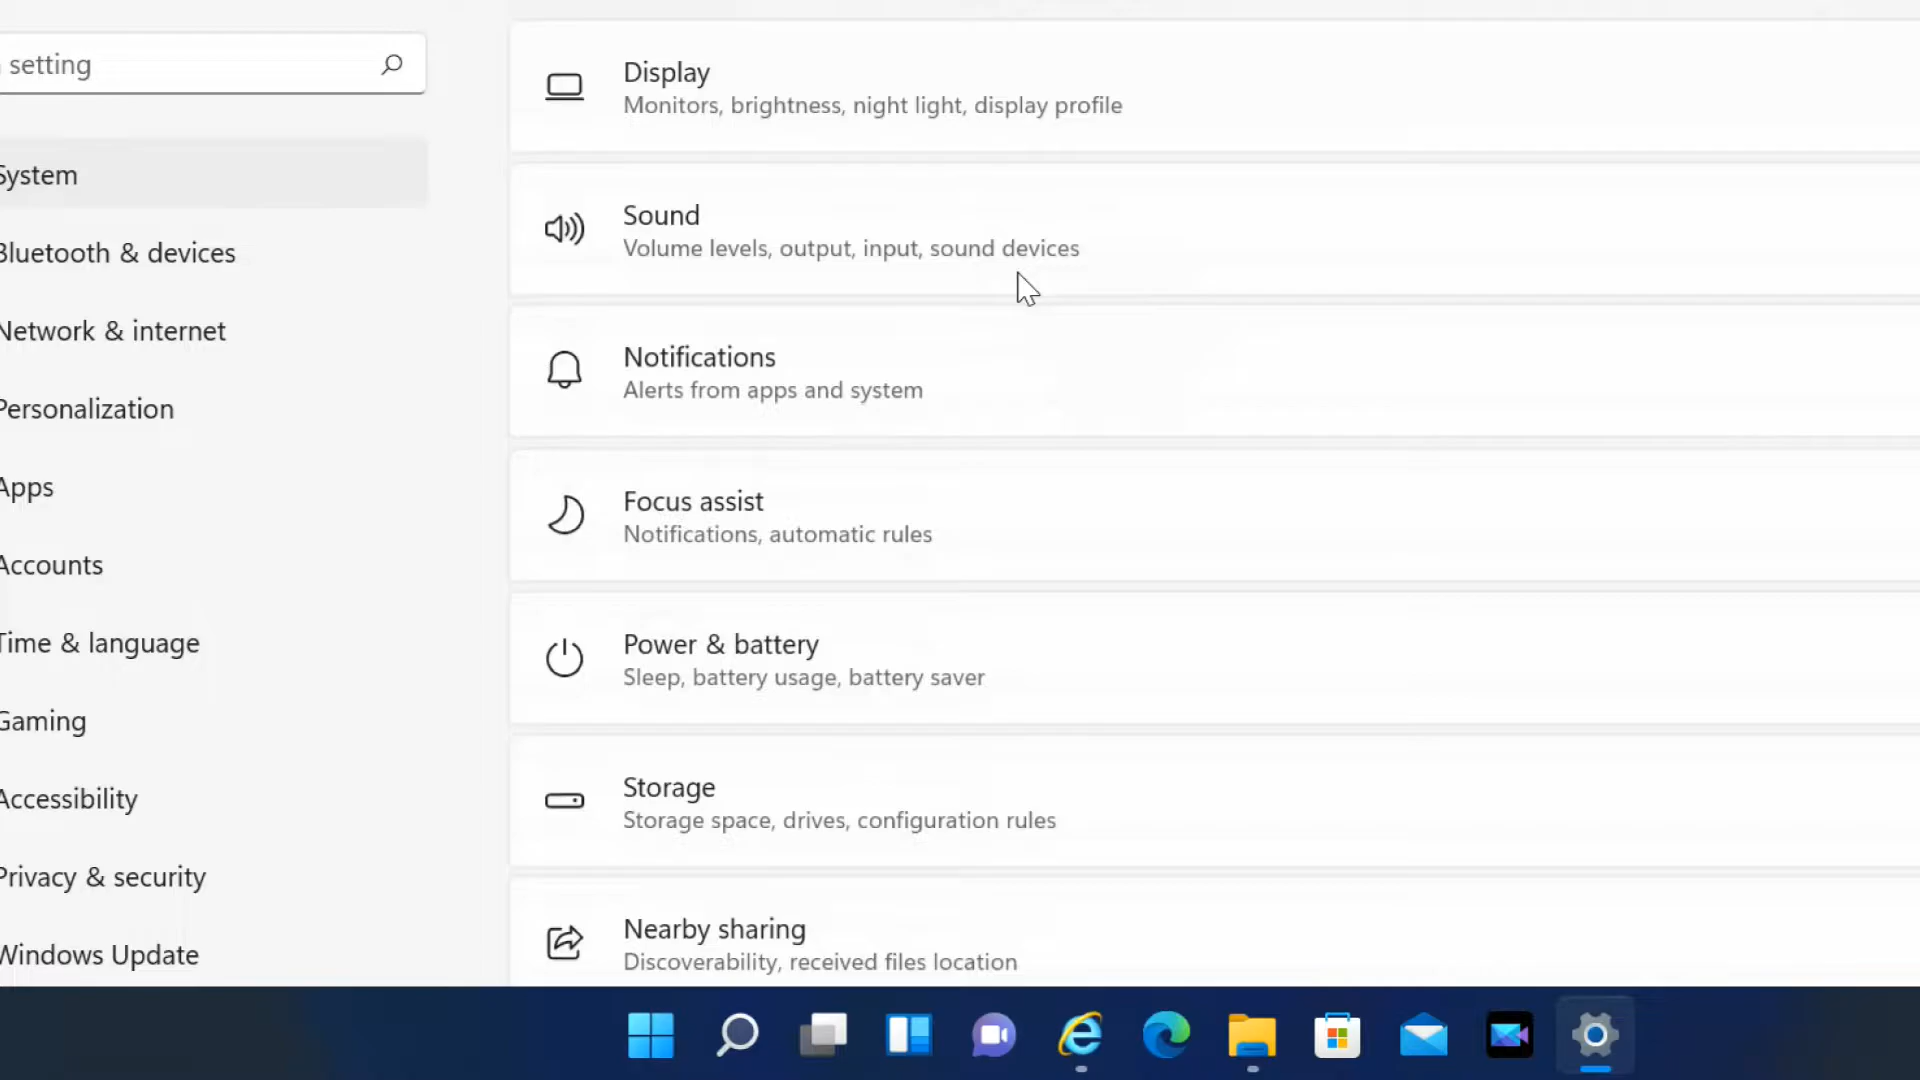 setting
System
Bluetooth & devices
Network & internet
Personalization
Apps
Accounts
Time & language
Gaming
Accessibility
Privacy & security
Windows Update
Display
Monitors, brightness, night light, display profile
Sound
Volume levels, output, input, sound devices
Notifications
Alerts from apps and system
Focus assist
Notifications, automatic rules
Power & battery
Sleep, battery usage, battery saver
Storage
Storage space, drives, configuration rules
Nearby sharing
Discoverability, received files location